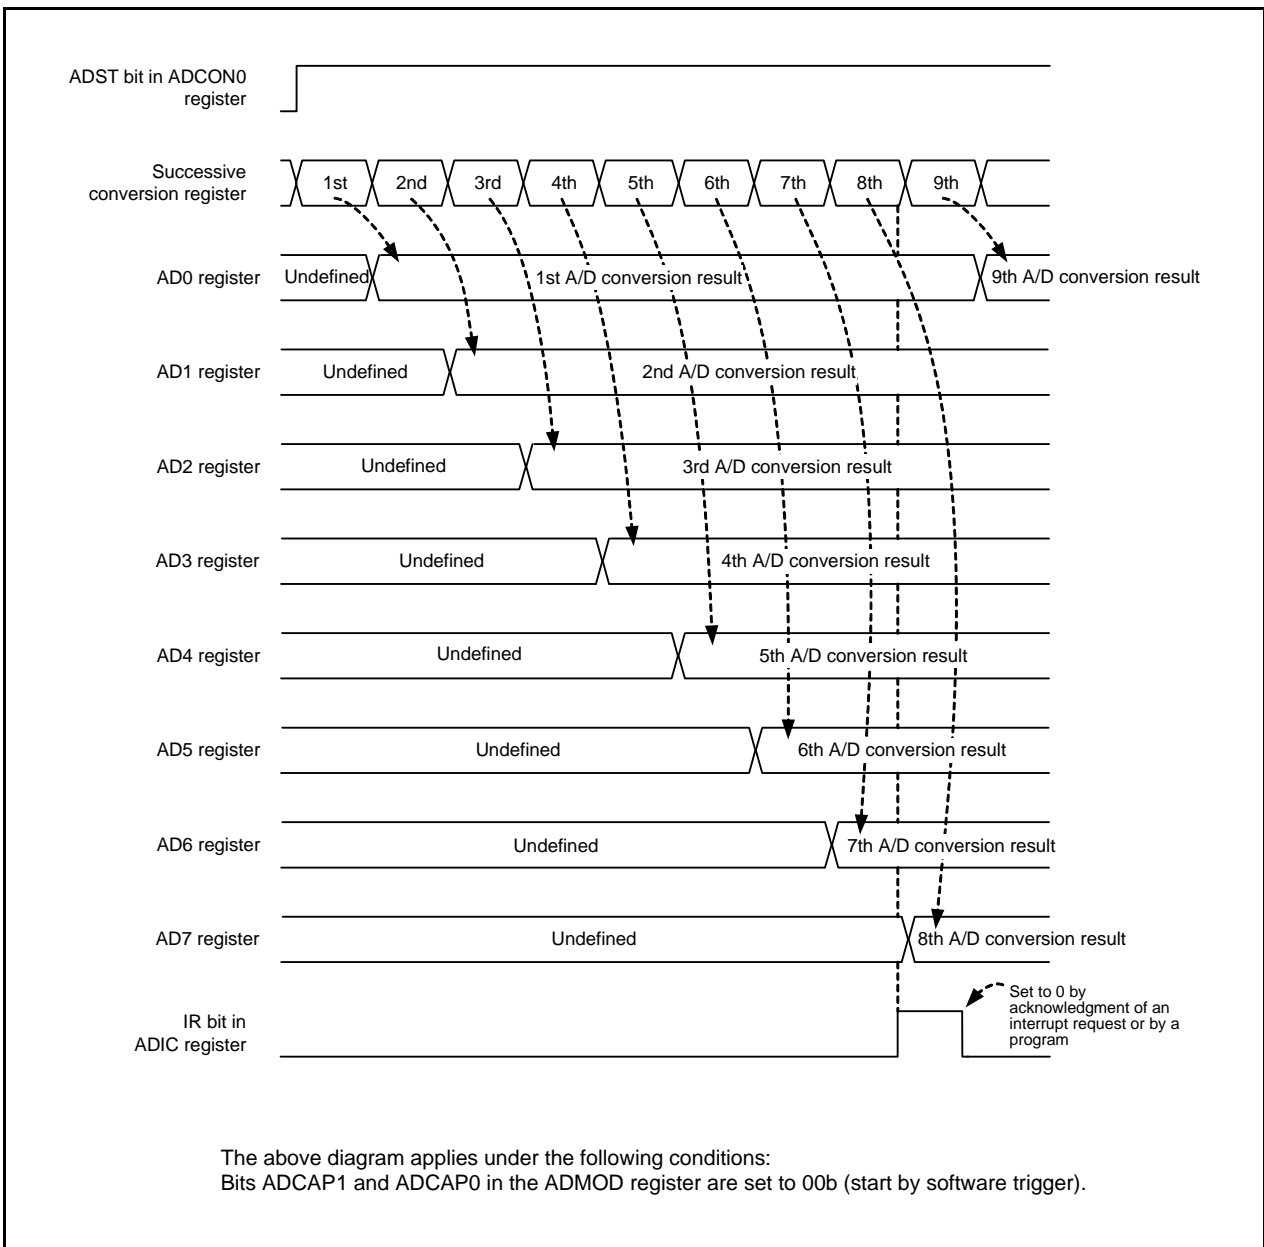 ADST bit in ADCON0
register
Successive
conversion register
1st 2nd 3rd 4th 5th 6th 7th 8th 9th
AD0 register
Undefined
1st A/D conversion result
9th A/D conversion result
AD1 register
Undefined
2nd A/D conversion result
AD2 register
Undefined
3rd A/D conversion result
AD3 register
Undefined
4th A/D conversion result
AD4 register
Undefined
5th A/D conversion result
AD5 register
Undefined
6th A/D conversion result
AD6 register
Undefined
7th A/D conversion result
AD7 register
Undefined
8th A/D conversion result
IR bit in
ADIC register
Set to 0 by
acknowledgment of an
interrupt request or by a
program
The above diagram applies under the following conditions:
Bits ADCAP1 and ADCAP0 in the ADMOD register are set to 00b (start by software trigger).